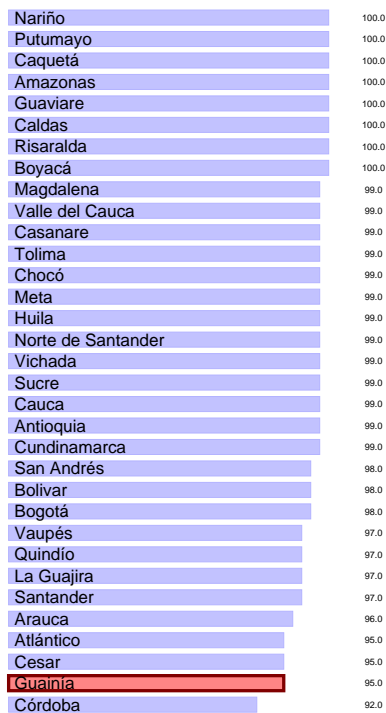 Nariño 100.0
Putumayo 100.0
Caquetá 100.0
Amazonas 100.0
Guaviare 100.0
Caldas 100.0
Risaralda 100.0
Boyacá 100.0
Magdalena 99.0
Valle del Cauca 99.0
Casanare 99.0
Tolima 99.0
Chocó 99.0
Meta 99.0
Huila 99.0
Norte de Santander 99.0
Vichada 99.0
Sucre 99.0
Cauca 99.0
Antioquia 99.0
Cundinamarca 99.0
San Andrés 98.0
Bolivar 98.0
Bogotá 98.0
Vaupés 97.0
Quindío 97.0
La Guajira 97.0
Santander 97.0
Arauca 96.0
Atlántico 95.0
Cesar 95.0
Guainía 95.0
Córdoba 92.0